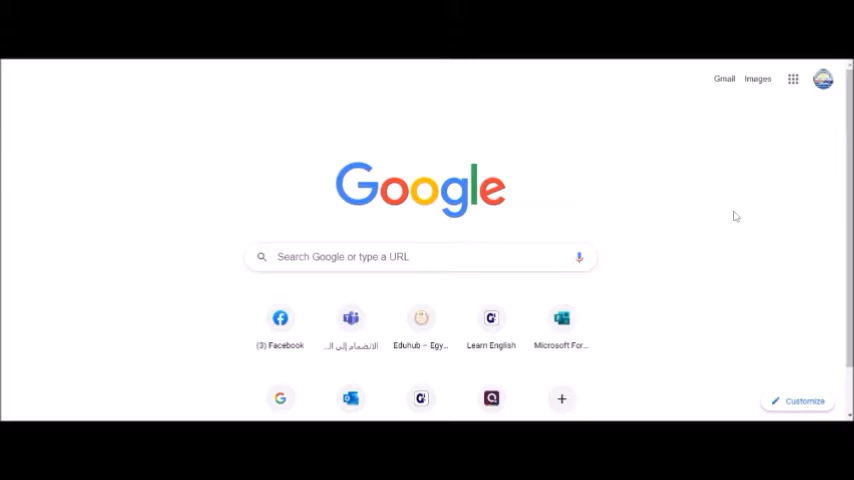 Gmail Images
Google
Search Google or type a URL
(3) Facebook
...الانضمام إلى ال
Eduhub – Egy...
Learn English
Microsoft For...
Customize